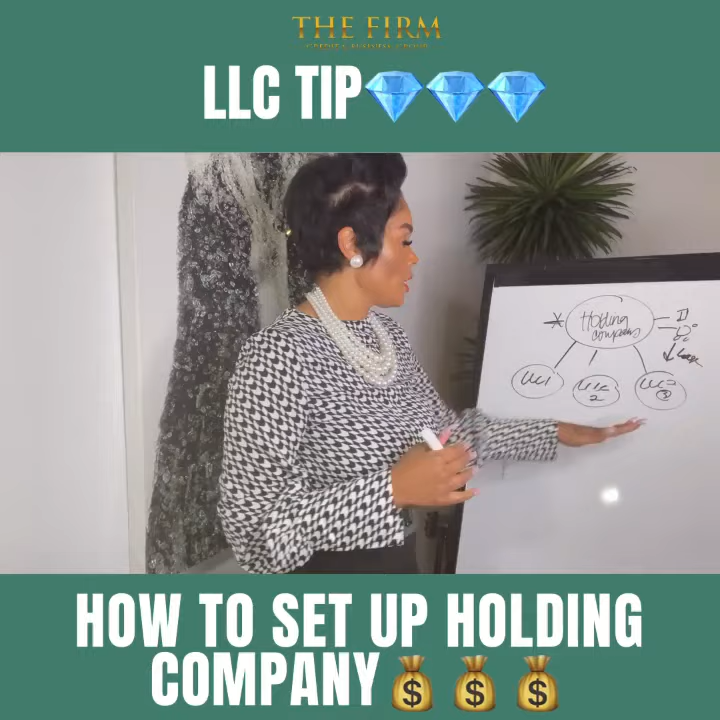 THE FIRM
LLC TIP💎💎💎
Holding
company
LLC1
LLC
2
LLC
3
HOW TO SET UP HOLDING
COMPANY💰💰💰